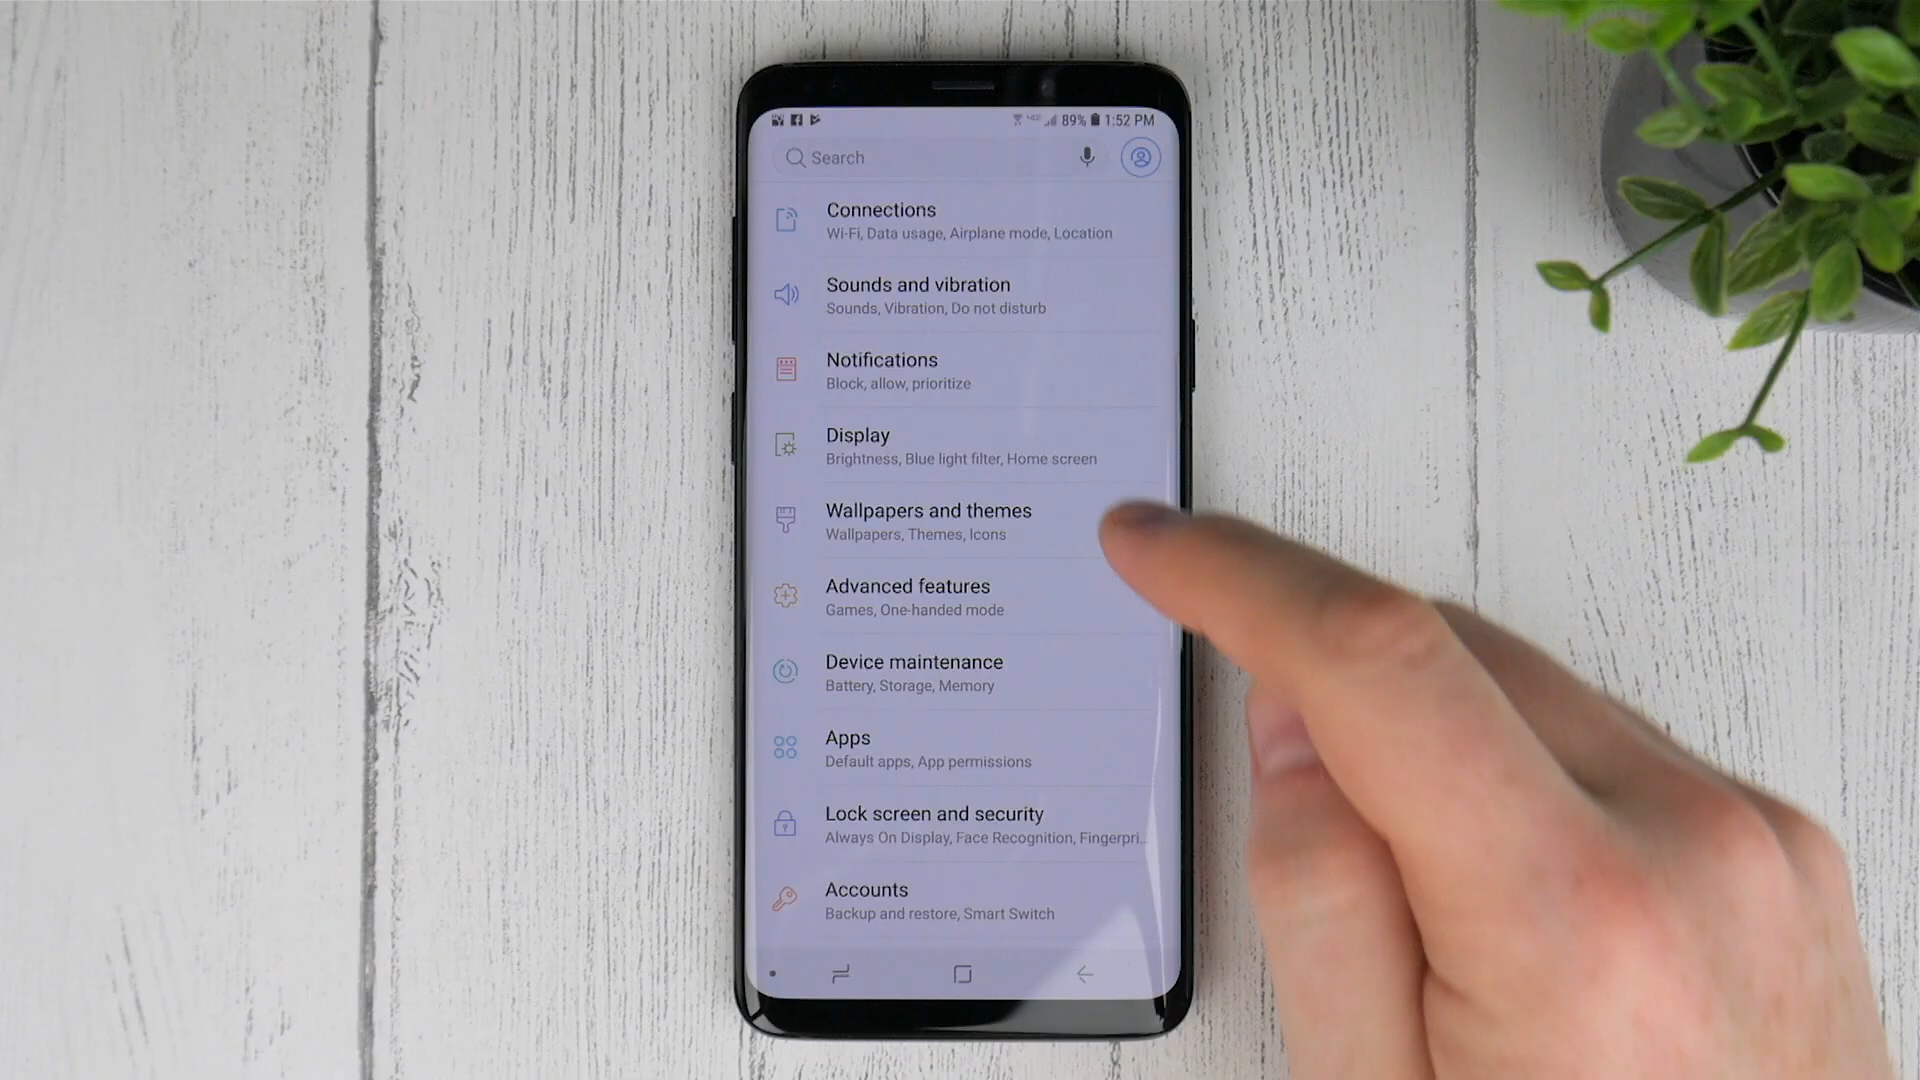 89% 1:52 PM
Search
Connections
Wi-Fi, Data usage, Airplane mode, Location
Sounds and vibration
Sounds, Vibration, Do not disturb
Notifications
Block, allow, prioritize
Display
Brightness, Blue light filter, Home screen
Wallpapers and themes
Wallpapers, Themes, Icons
Advanced features
Games, One-handed mode
Device maintenance
Battery, Storage, Memory
Apps
Default apps, App permissions
Lock screen and security
Always On Display, Face Recognition, Fingerpri...
Accounts
Backup and restore, Smart Switch